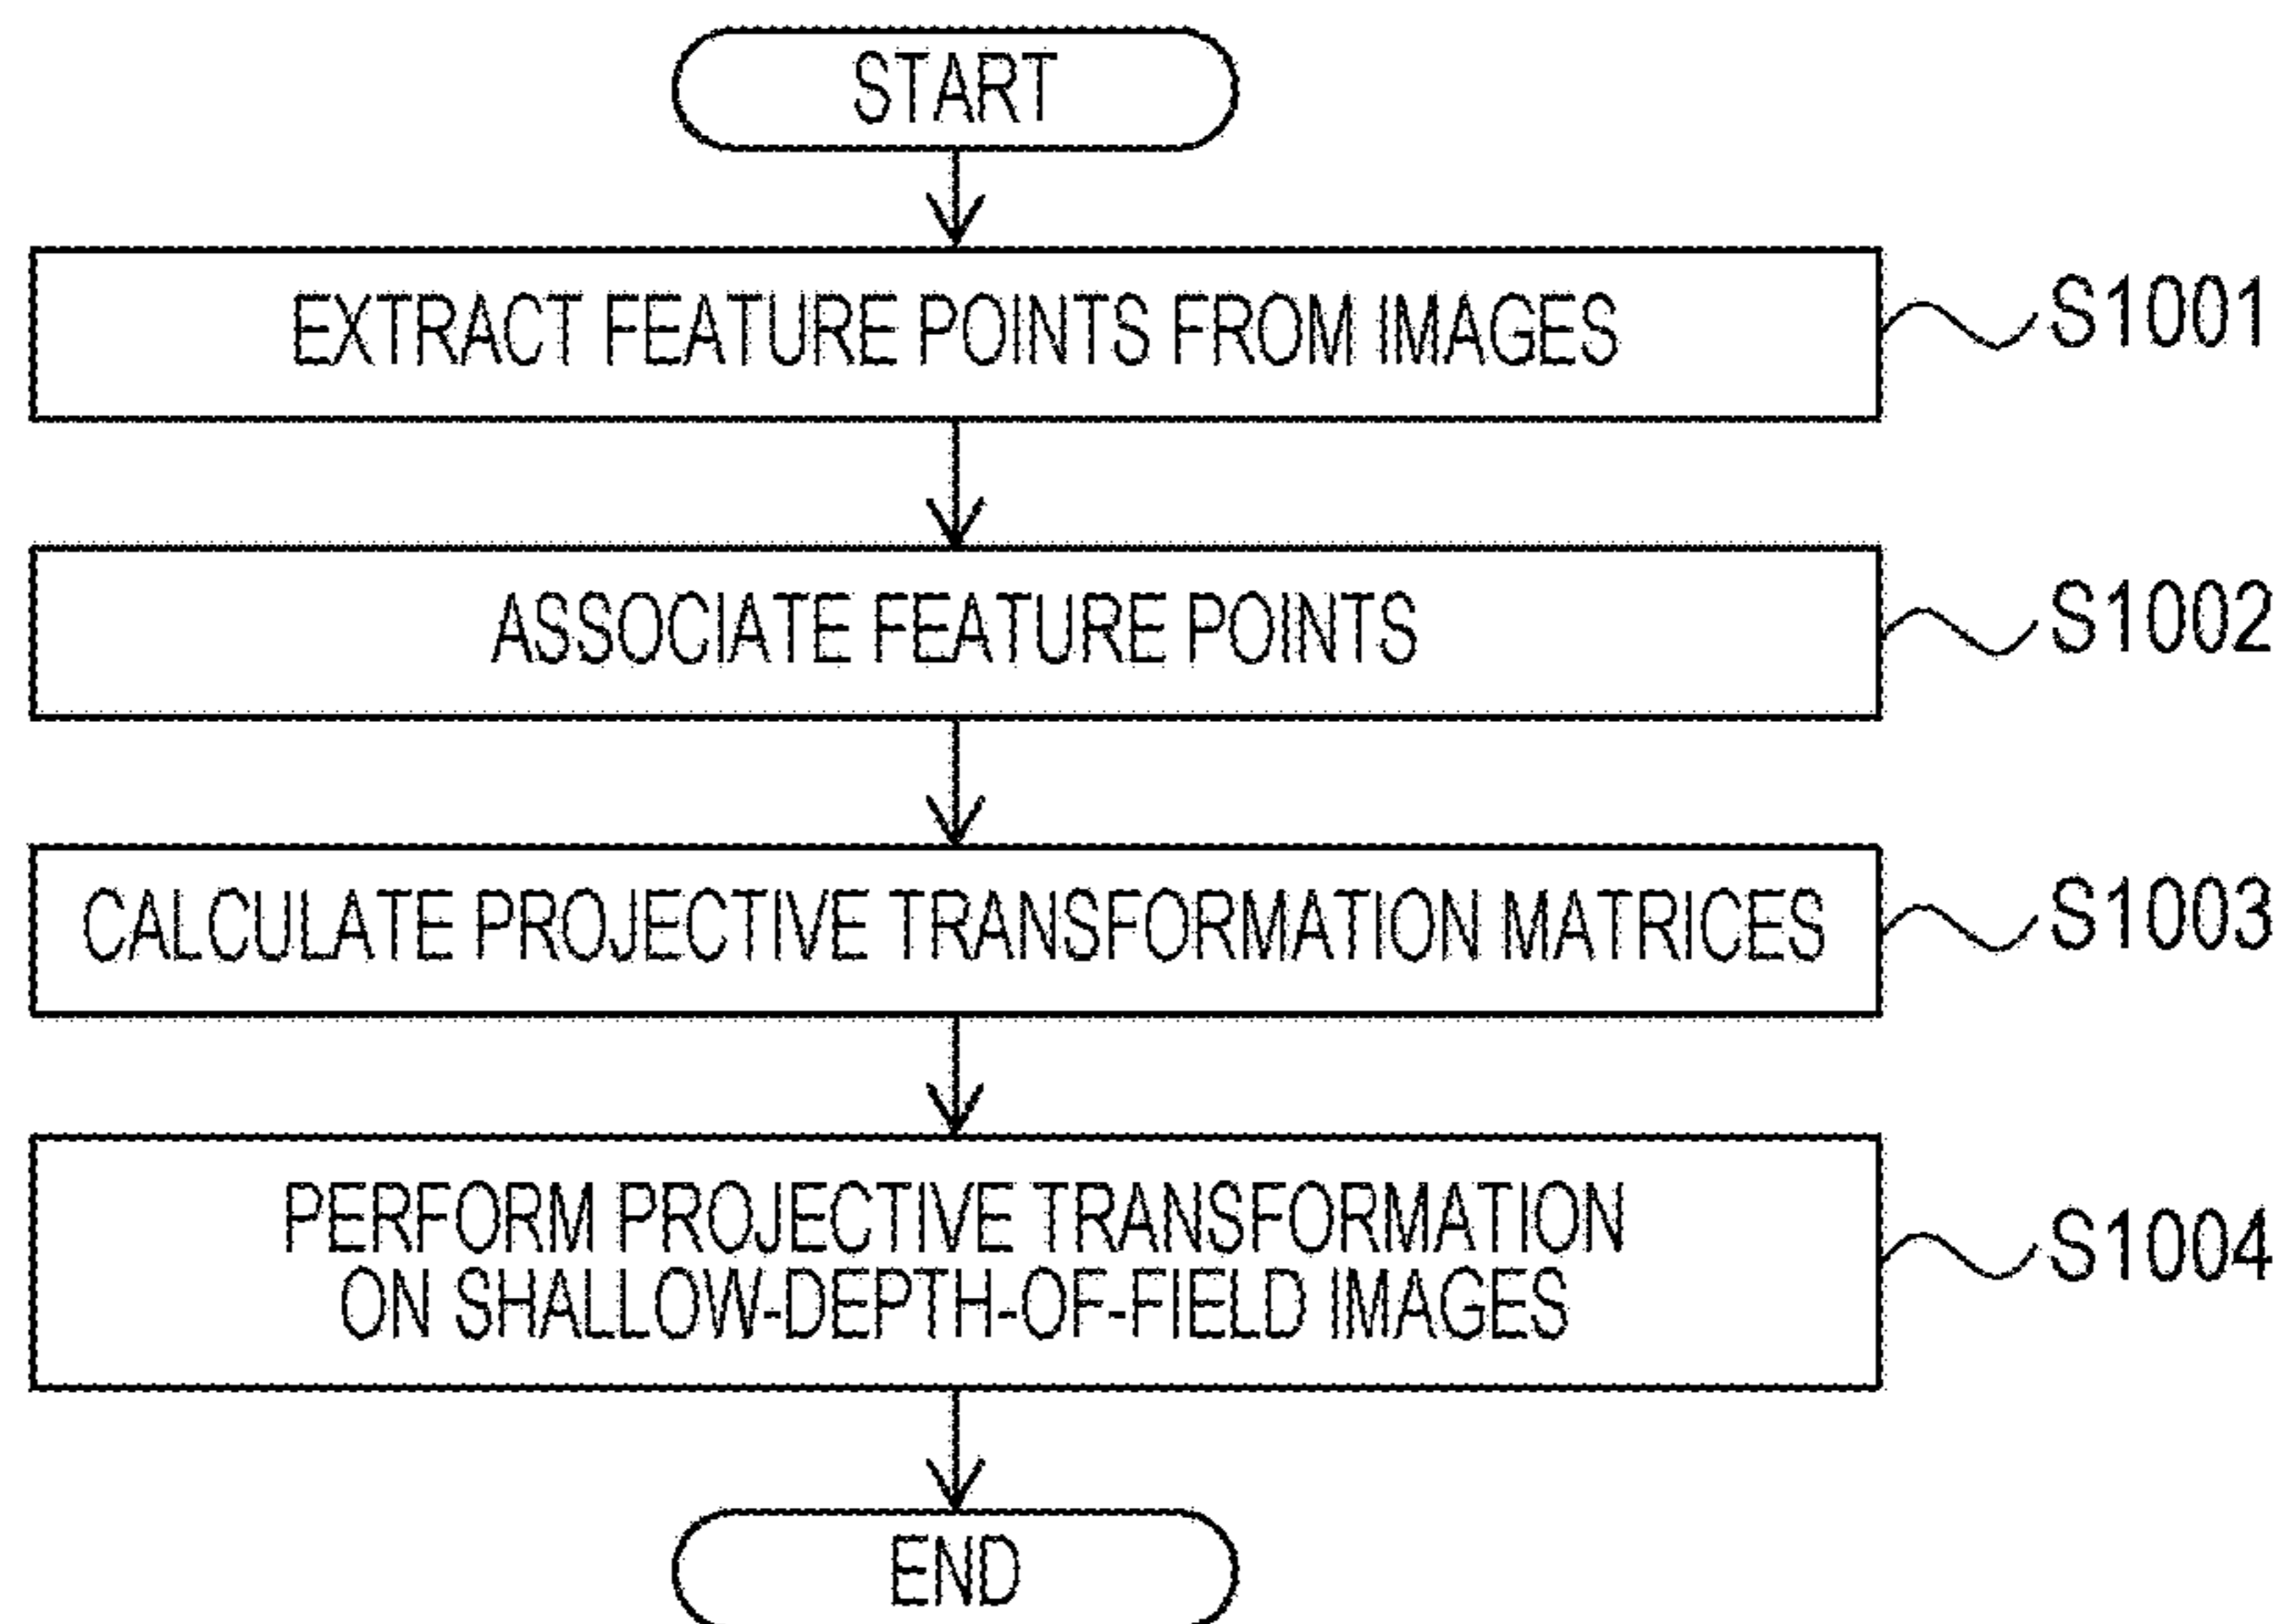 START
EXTRACT FEATURE POINTS FROM IMAGES
S1001
ASSOCIATE FEATURE POINTS
S1002
CALCULATE PROJECTIVE TRANSFORMATION MATRICES
S1003
PERFORM PROJECTIVE TRANSFORMATION
ON SHALLOW-DEPTH-OF-FIELD IMAGES
S1004
END